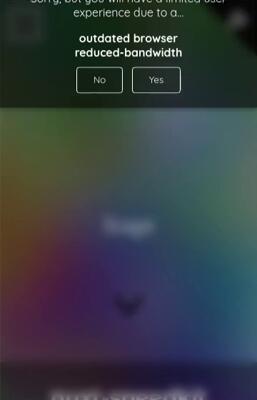 Sorry, but you will have a limited user
experience due to a...
outdated browser
reduced-bandwidth
No Yes